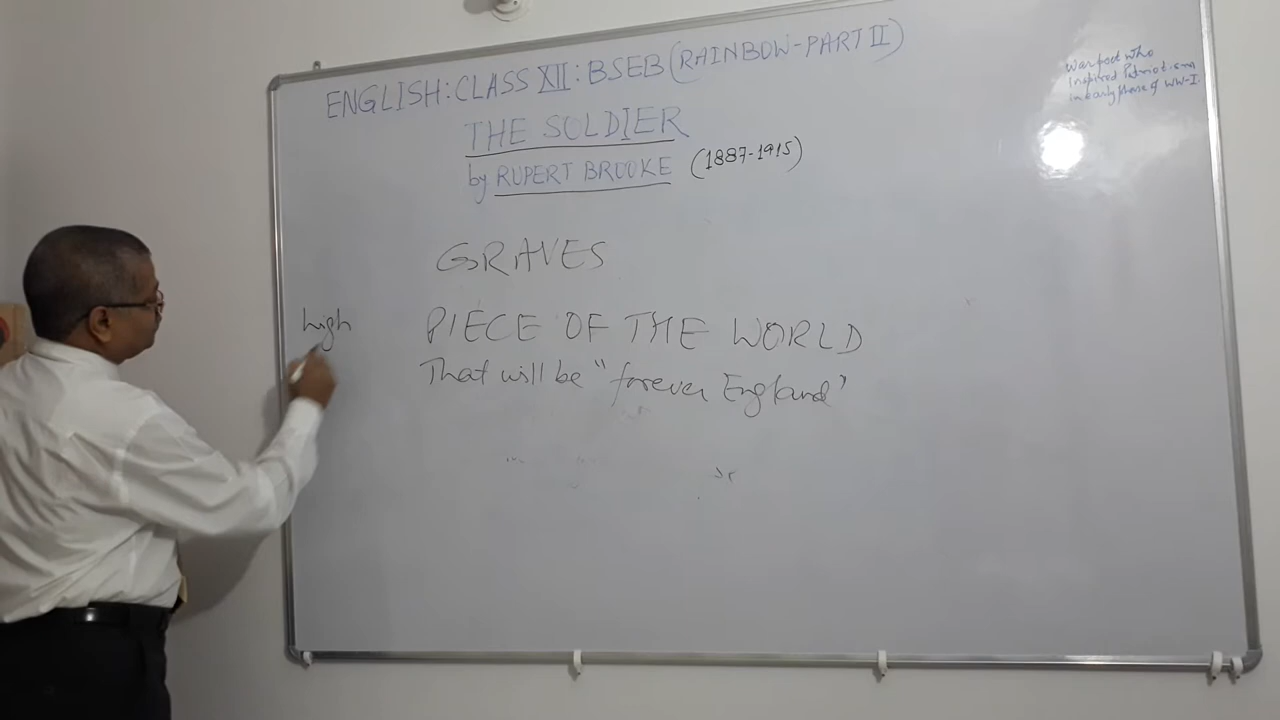 ENGLISH: CLASS XII: BSEB (RAINBOW-PART II)
THE SOLDIER
by RUPERT BROOKE (1887-1915)
War poet who
inspired Patriotism
in early phase of WW-I.
GRAVES
high
PIECE OF THE WORLD
That will be "forever England"